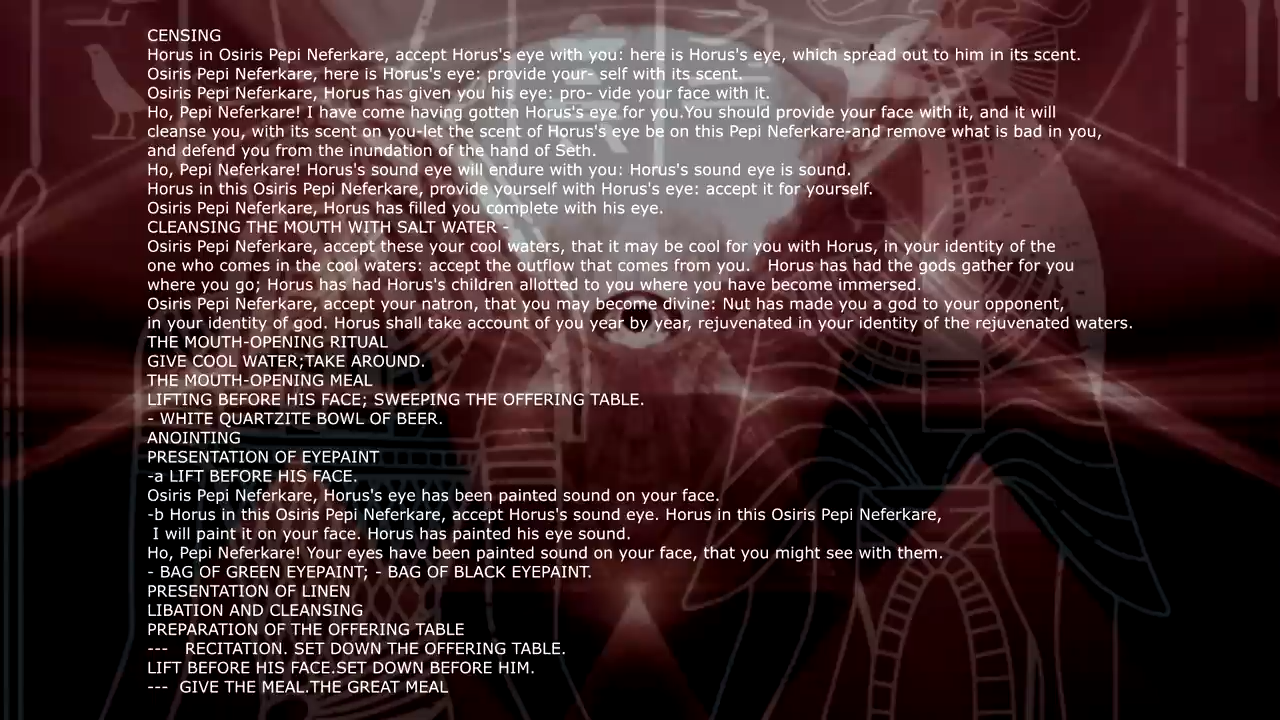 CENSING
Horus in Osiris Pepi Neferkare, accept Horus's eye with you: here is Horus's eye, which spread out to him in its scent.
Osiris Pepi Neferkare, here is Horus's eye: provide your- self with its scent.
Osiris Pepi Neferkare, Horus has given you his eye: pro- vide your face with it.
Ho, Pepi Neferkare! I have come having gotten Horus's eye for you.You should provide your face with it, and it will
cleanse you, with its scent on you-let the scent of Horus's eye be on this Pepi Neferkare-and remove what is bad in you,
and defend you from the inundation of the hand of Seth.
Ho, Pepi Neferkare! Horus's sound eye will endure with you: Horus's sound eye is sound.
Horus in this Osiris Pepi Neferkare, provide yourself with Horus's eye: accept it for yourself.
Osiris Pepi Neferkare, Horus has filled you complete with his eye.
CLEANSING THE MOUTH WITH SALT WATER -
Osiris Pepi Neferkare, accept these your cool waters, that it may be cool for you with Horus, in your identity of the
one who comes in the cool waters: accept the outflow that comes from you.   Horus has had the gods gather for you
where you go; Horus has had Horus's children allotted to you where you have become immersed.
Osiris Pepi Neferkare, accept your natron, that you may become divine: Nut has made you a god to your opponent,
in your identity of god. Horus shall take account of you year by year, rejuvenated in your identity of the rejuvenated waters.
THE MOUTH-OPENING RITUAL
GIVE COOL WATER;TAKE AROUND.
THE MOUTH-OPENING MEAL
LIFTING BEFORE HIS FACE; SWEEPING THE OFFERING TABLE.
- WHITE QUARTZITE BOWL OF BEER.
ANOINTING
PRESENTATION OF EYEPAINT
-a LIFT BEFORE HIS FACE.
Osiris Pepi Neferkare, Horus's eye has been painted sound on your face.
-b Horus in this Osiris Pepi Neferkare, accept Horus's sound eye. Horus in this Osiris Pepi Neferkare,
I will paint it on your face. Horus has painted his eye sound.
Ho, Pepi Neferkare! Your eyes have been painted sound on your face, that you might see with them.
- BAG OF GREEN EYEPAINT; - BAG OF BLACK EYEPAINT.
PRESENTATION OF LINEN
LIBATION AND CLEANSING
PREPARATION OF THE OFFERING TABLE
---   RECITATION. SET DOWN THE OFFERING TABLE.
LIFT BEFORE HIS FACE.SET DOWN BEFORE HIM.
---  GIVE THE MEAL.THE GREAT MEAL